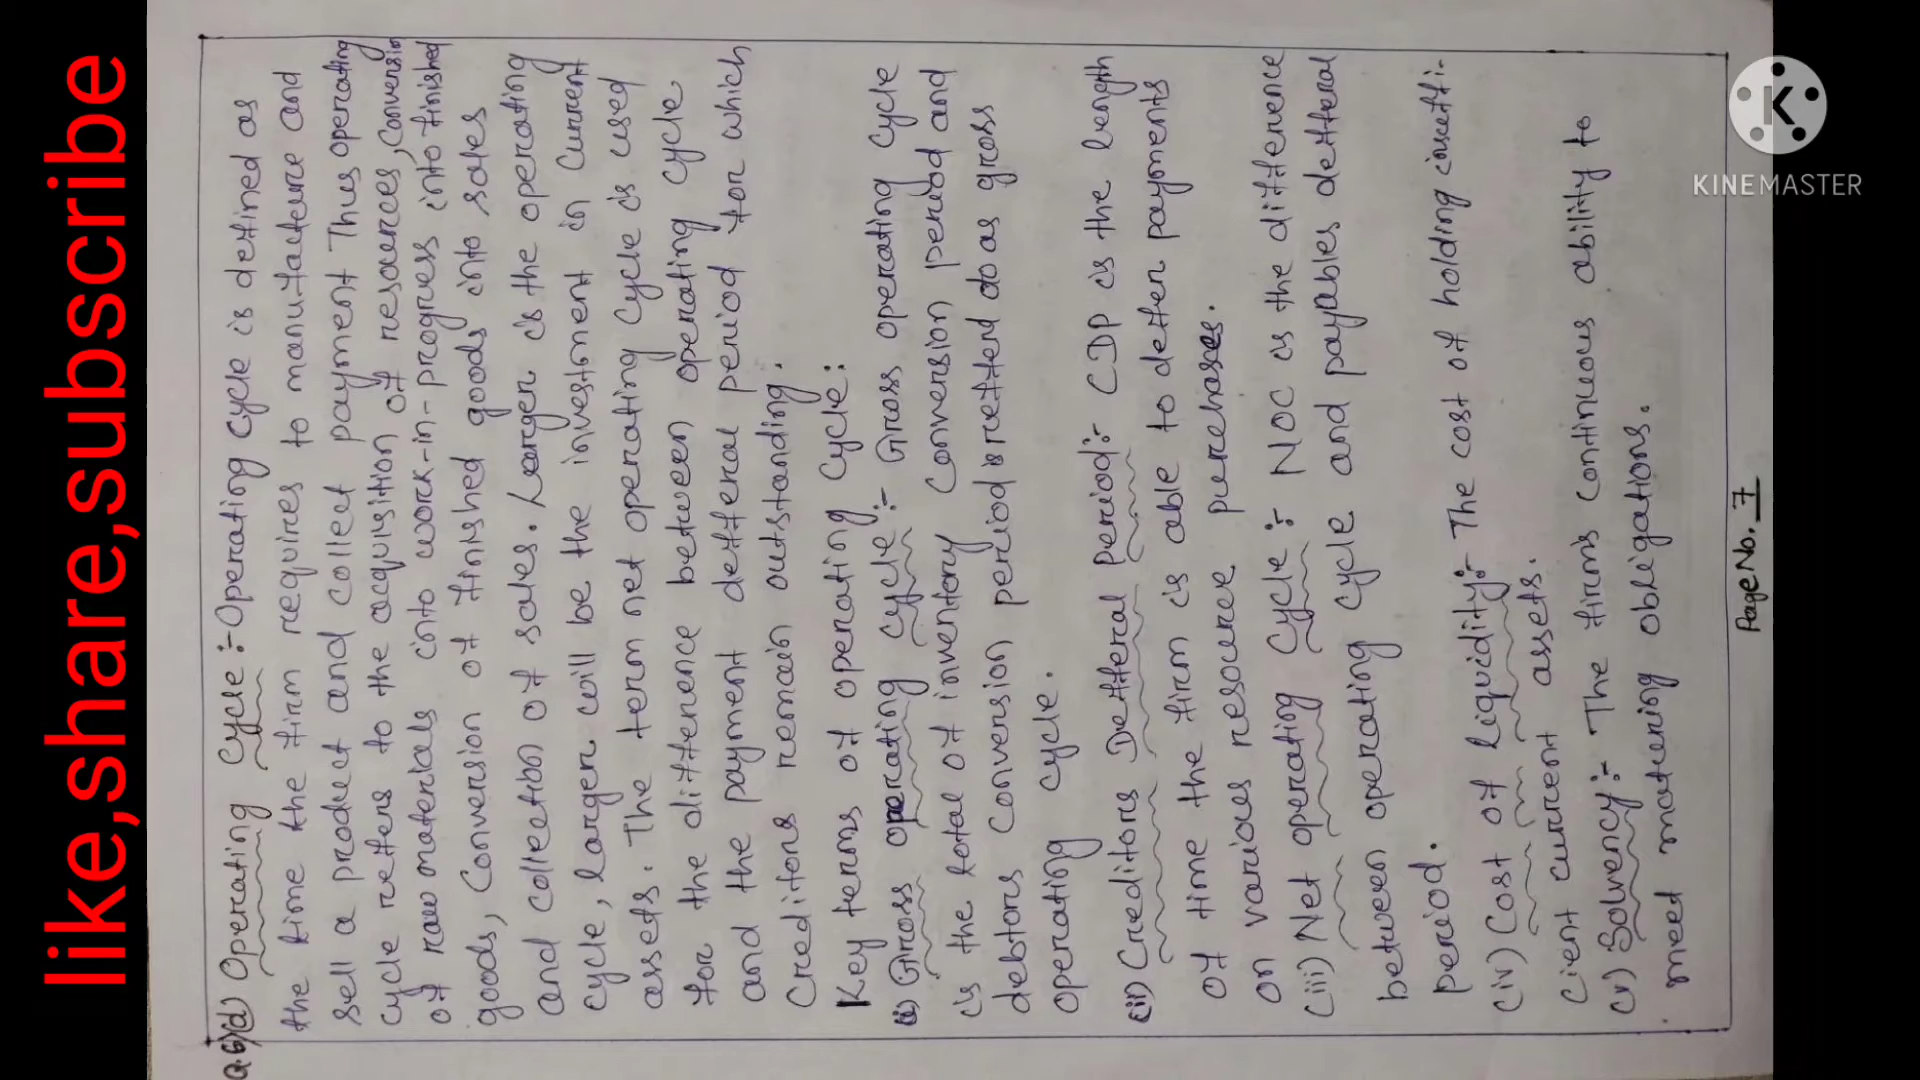 like,share,subscribe
Q.6)(d) Operating Cycle :- Operating Cycle is defined as
the time the firm requires to manufacture and
sell a product and collect payment Thus operating
cycle refers to the acquisition of resources, Conversion
of raw materials into work-in-progress into finished
goods, Conversion of finished goods into sales
and collection of sales. Larger is the operating
cycle, larger will be the investment in Current
assets. The term net operating Cycle is used
for the difference between operating cycle
and the payment defferal period for which
Creditors remain outstanding.
Key terms of operating Cycle:
(i) Gross operating cycle :- Gross operating cycle
is the total of inventory Conversion period and
debtors Conversion period is reffered to as gross
operating cycle.
(ii) Creditors Defferal period:- CDP is the length
of time the firm is able to deffer payments
on various resource purchases.
(iii) Net operating Cycle :- NOC is the difference
between operating cycle and payables defferal
period.
(iv) Cost of liquidity:- The cost of holding insuffi-
cient current assets.
(v) Solvency:- The firm's continuous ability to
meet maturing obligations.
Page No. 7
KINEMASTER